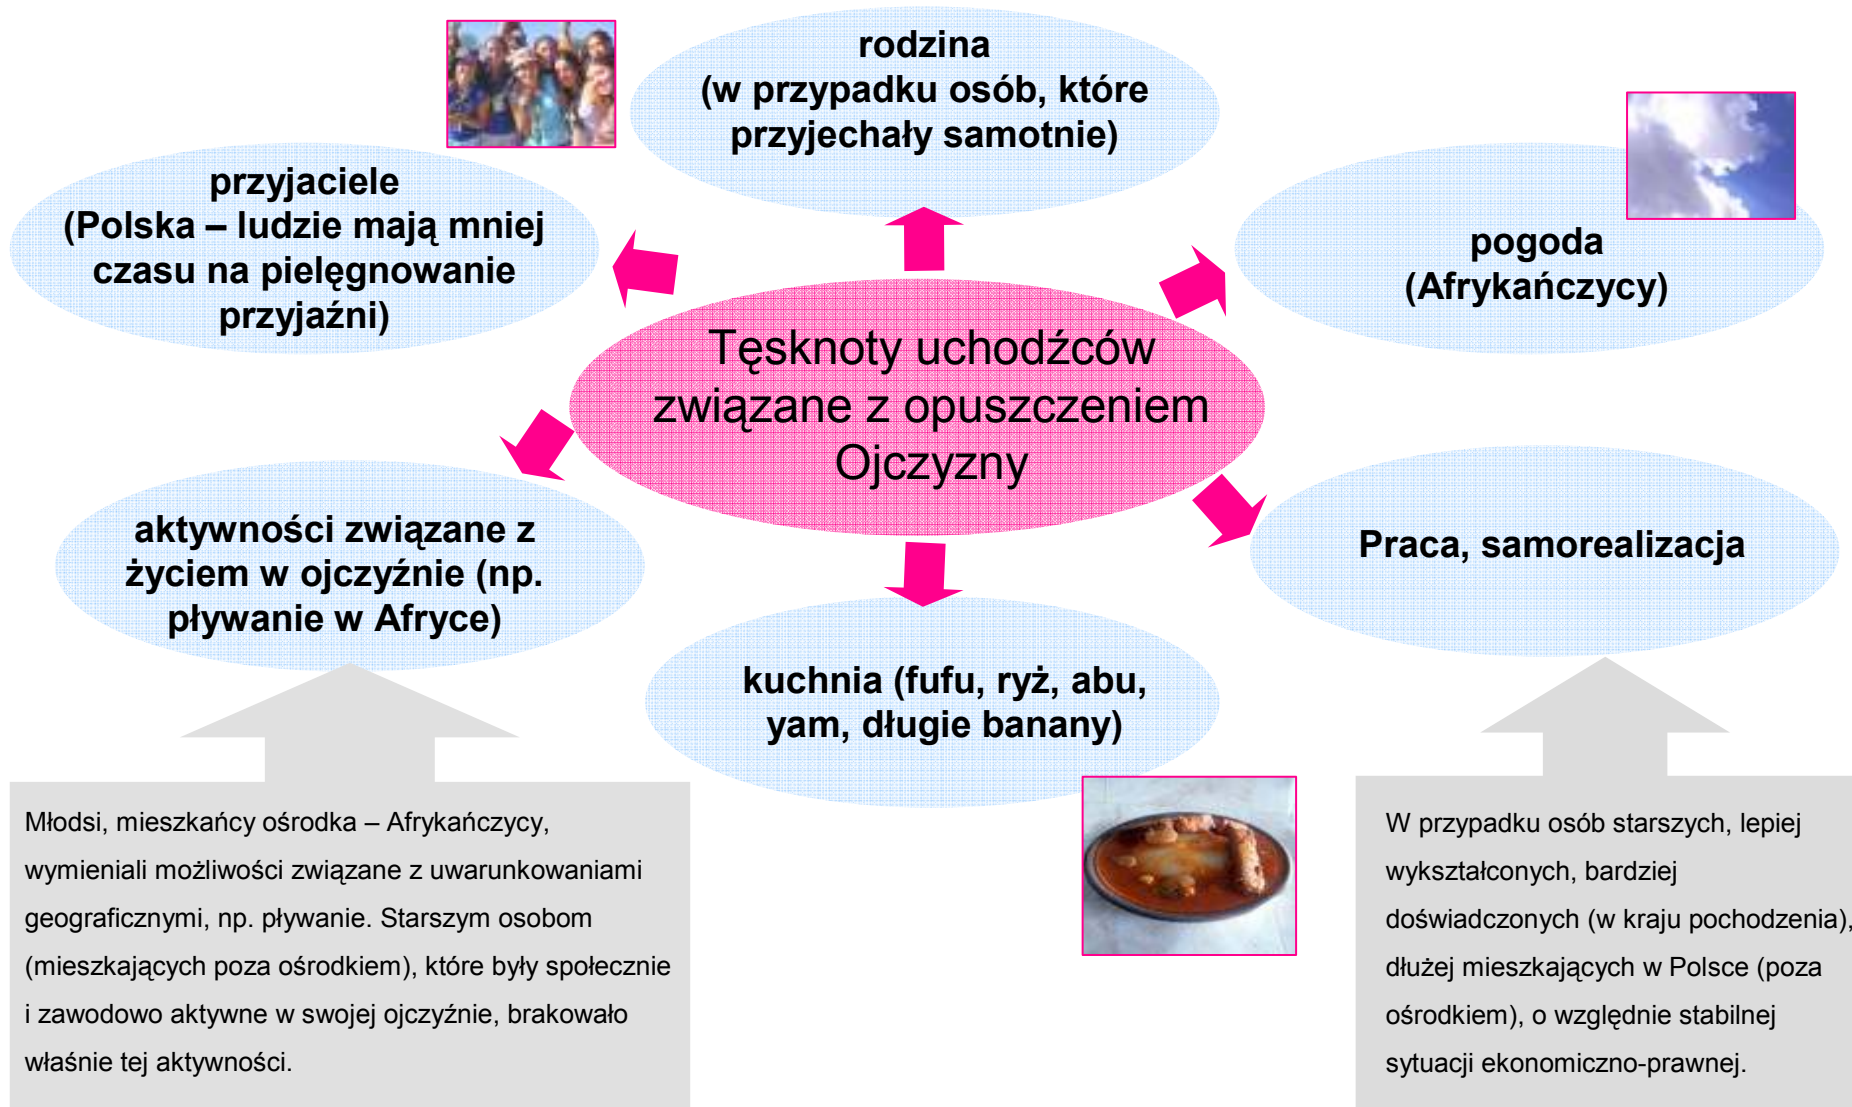 rodzina
(w przypadku osób, które
przyjechały samotnie)
przyjaciele
(Polska – ludzie mają mniej
czasu na pielęgnowanie
przyjaźni)
pogoda
(Afrykańczycy)
Tęsknoty uchodźców
związane z opuszczeniem
Ojczyzny
aktywności związane z
życiem w ojczyźnie (np.
pływanie w Afryce)
Praca, samorealizacja
kuchnia (fufu, ryż, abu,
yam, długie banany)
Młodsi, mieszkańcy ośrodka – Afrykańczycy,
wymieniali możliwości związane z uwarunkowaniami
geograficznymi, np. pływanie. Starszym osobom
(mieszkających poza ośrodkiem), które były społecznie
i zawodowo aktywne w swojej ojczyźnie, brakowało
właśnie tej aktywności.
W przypadku osób starszych, lepiej
wykształconych, bardziej
doświadczonych (w kraju pochodzenia),
dłużej mieszkających w Polsce (poza
ośrodkiem), o względnie stabilnej
sytuacji ekonomiczno-prawnej.